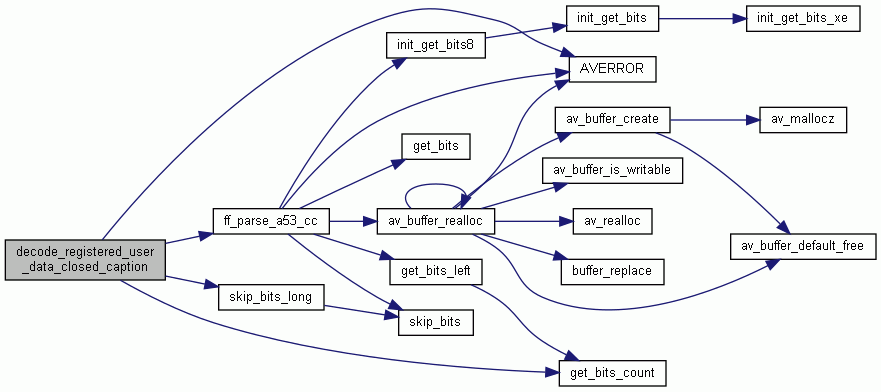 init_get_bits
init_get_bits_xe
init_get_bits8
AVERROR
av_buffer_create
av_mallocz
get_bits
av_buffer_is_writable
ff_parse_a53_cc
av_buffer_realloc
av_realloc
decode_registered_user
_data_closed_caption
av_buffer_default_free
get_bits_left
buffer_replace
skip_bits_long
skip_bits
get_bits_count